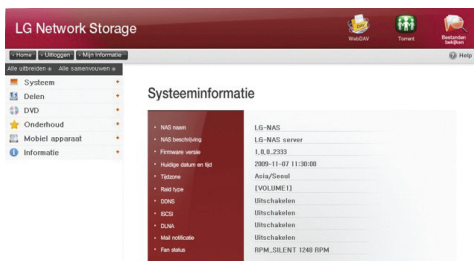 LG Network Storage
WebDAV
Torrent
Bestanden bekijken
Home Uitloggen Mijn Informatie
Help
Alle uitbreiden Alle samenvouwen
Systeem
Delen
DVD
Onderhoud
Mobiel apparaat
Informatie
Systeeminformatie
NAS naam LG-NAS
NAS beschrijving LG-NAS server
Firmware versie 1.0.0.2333
Huidige datum en tijd 2009-11-07 11:30:00
Tijdzone Asia/Seoul
Raid type [VOLUME1]
DDNS Uitschakelen
iSCSI Uitschakelen
DLNA Uitschakelen
Mail notificatie Uitschakelen
Fan status RPM_SILENT 1248 RPM